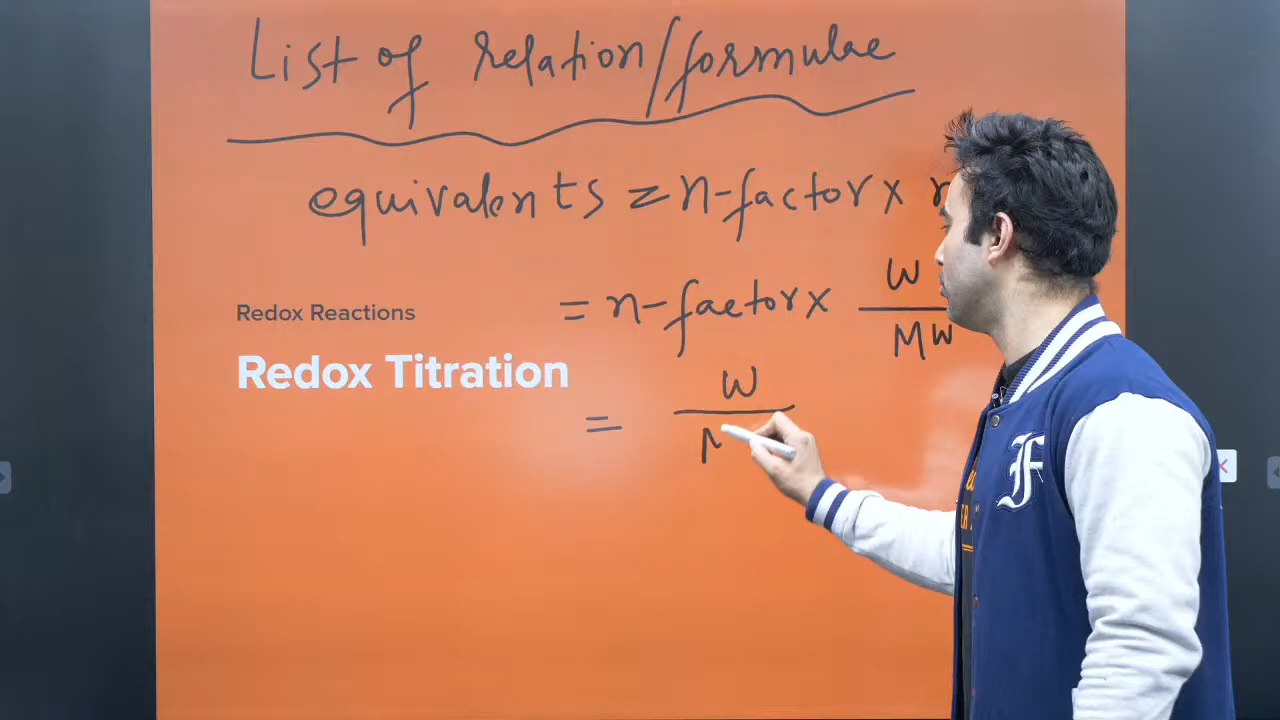 List of relation/formulae
equivalents = n-factor x
= n-factor x W
MW
Redox Reactions
Redox Titration
= W
M